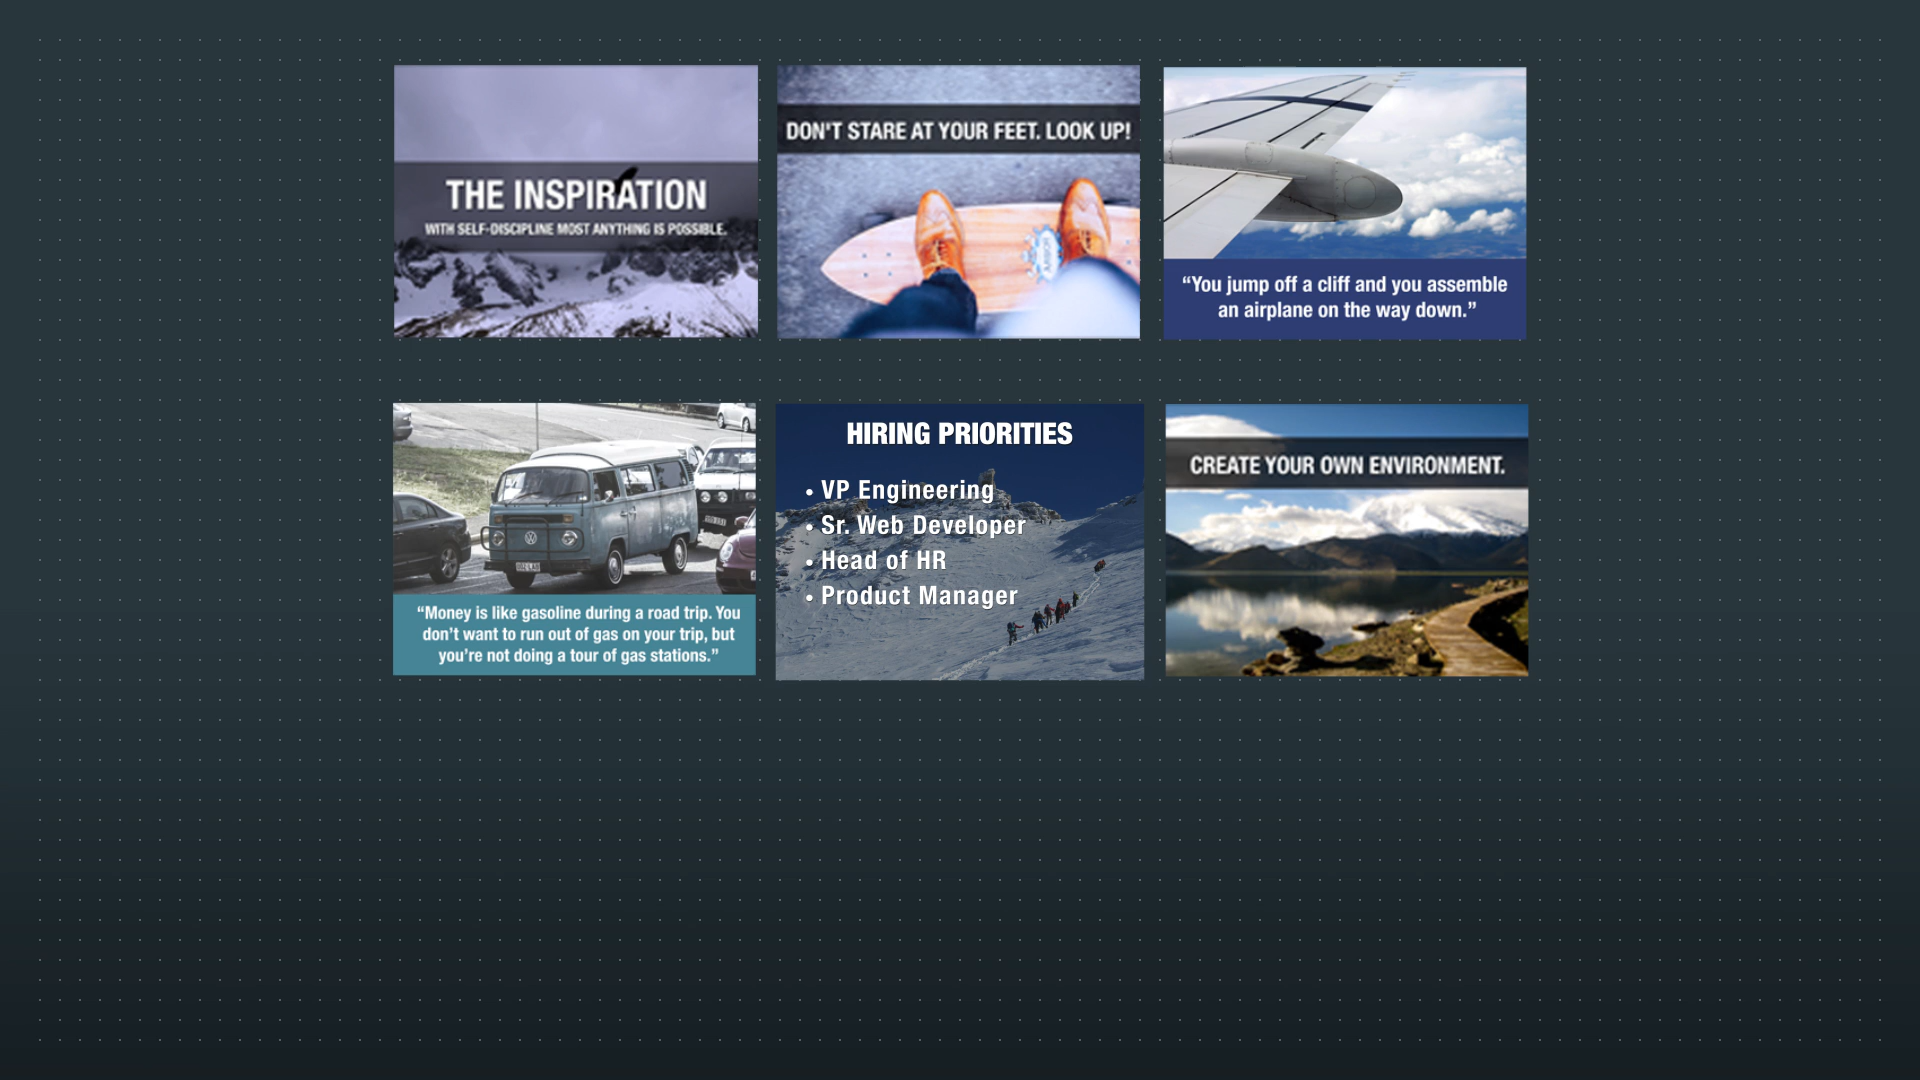 THE INSPIRATION
WITH SELF-DISCIPLINE MOST ANYTHING IS POSSIBLE.
DON'T STARE AT YOUR FEET. LOOK UP!
“You jump off a cliff and you assemble
an airplane on the way down.”
“Money is like gasoline during a road trip. You
don’t want to run out of gas on your trip, but
you’re not doing a tour of gas stations.”
HIRING PRIORITIES
• VP Engineering
• Sr. Web Developer
• Head of HR
• Product Manager
CREATE YOUR OWN ENVIRONMENT.